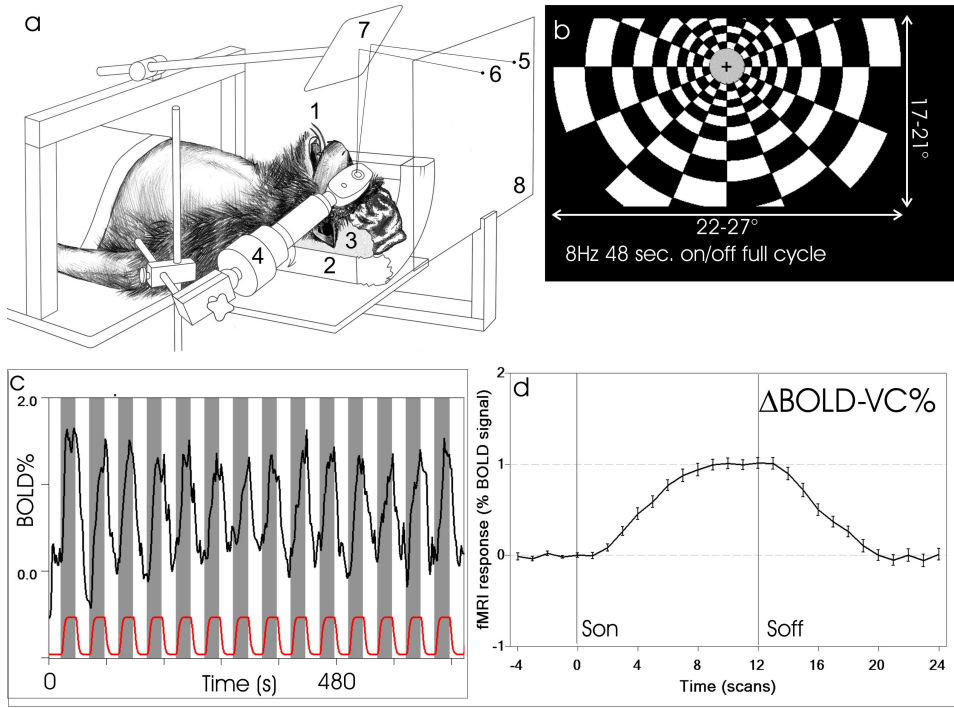 a
7
5
6
1
8
3
4
2
b
17-21°
22-27°
8Hz 48 sec. on/off full cycle
c
2.0
BOLD%
0.0
0
Time (s)
480
d
2
ΔBOLD-VC%
fMRI response (% BOLD signal)
1
0
Son
Soff
-1
-4 0 4 8 12 16 20 24
Time (scans)